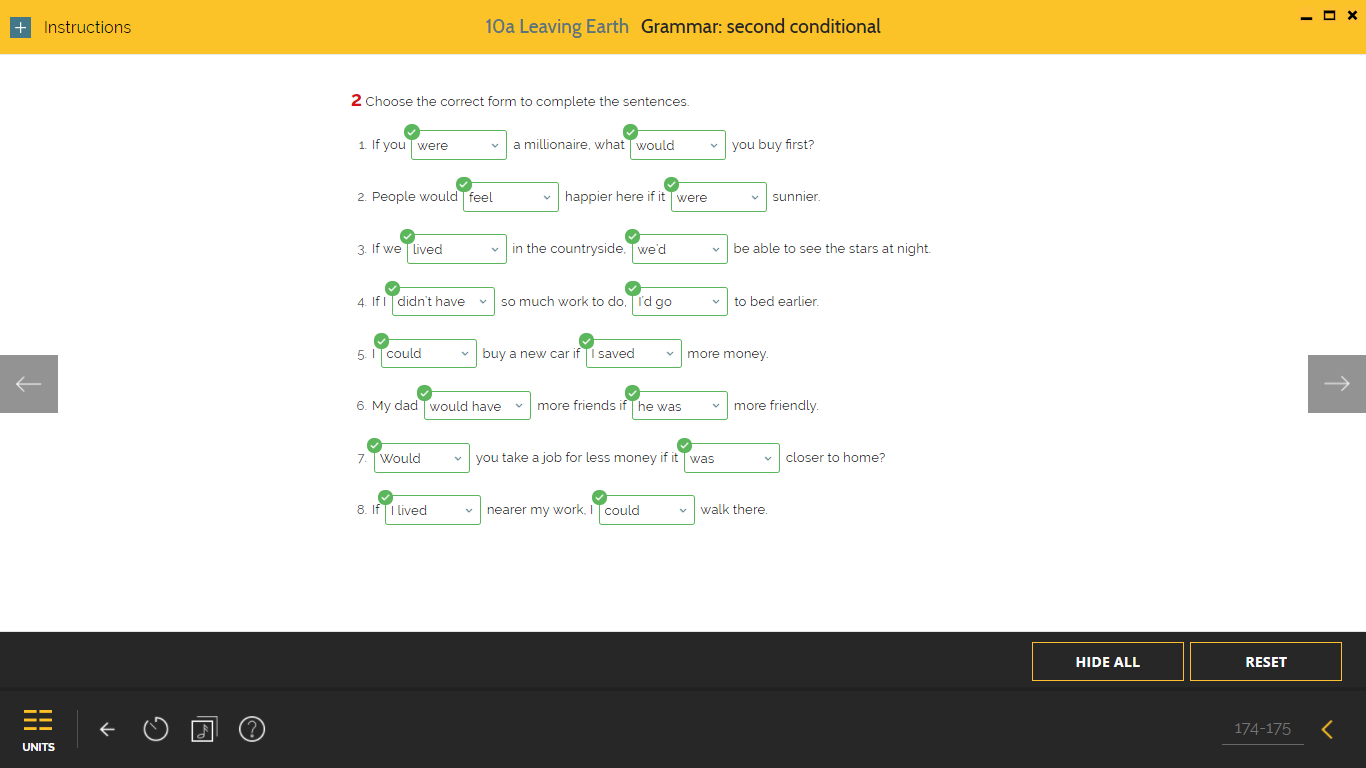 + Instructions
10a Leaving Earth Grammar: second conditional
2 Choose the correct form to complete the sentences.
1. If you were a millionaire, what would you buy first?
2. People would feel happier here if it were sunnier.
3. If we lived in the countryside, we'd be able to see the stars at night.
4. If I didn't have so much work to do, I'd go to bed earlier.
5. I could buy a new car if I saved more money.
6. My dad would have more friends if he was more friendly.
7. Would you take a job for less money if it was closer to home?
8. If I lived nearer my work, I could walk there.
HIDE ALL RESET
UNITS ? 174-175